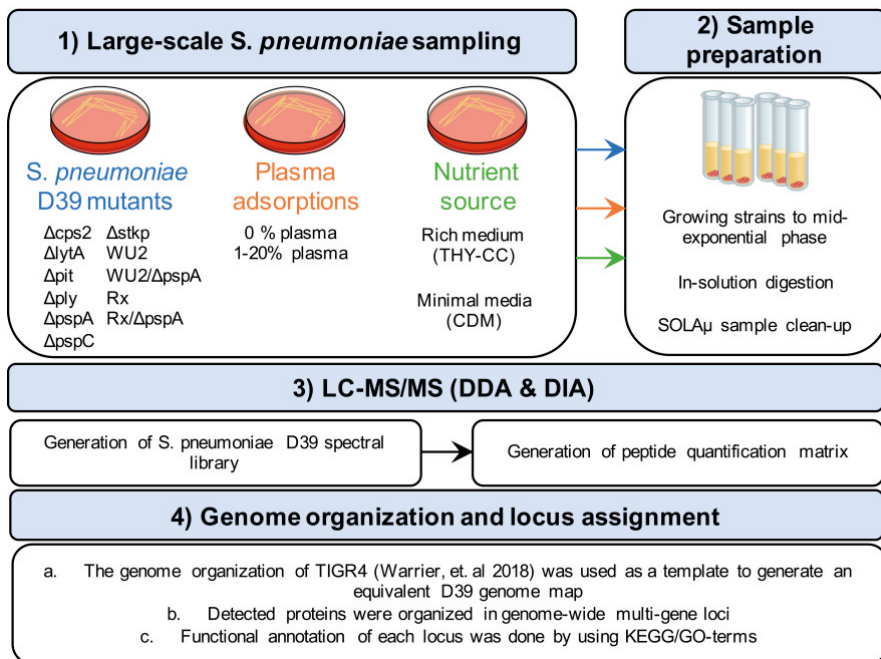 1) Large-scale S. pneumoniae sampling
S. pneumoniae
D39 mutants
Δcps2 Δstkp
ΔlytA WU2
Δpit WU2/ΔpspA
Δply Rx
ΔpspA Rx/ΔpspA
ΔpspC
Plasma
adsorptions
0 % plasma
1-20% plasma
Nutrient
source
Rich medium
(THY-CC)
Minimal media
(CDM)
2) Sample
preparation
Growing strains to mid-
exponential phase
In-solution digestion
SOLAµ sample clean-up
3) LC-MS/MS (DDA & DIA)
Generation of S. pneumoniae D39 spectral
library
Generation of peptide quantification matrix
4) Genome organization and locus assignment
a. The genome organization of TIGR4 (Warrier, et. al 2018) was used as a template to generate an
equivalent D39 genome map
b. Detected proteins were organized in genome-wide multi-gene loci
c. Functional annotation of each locus was done by using KEGG/GO-terms